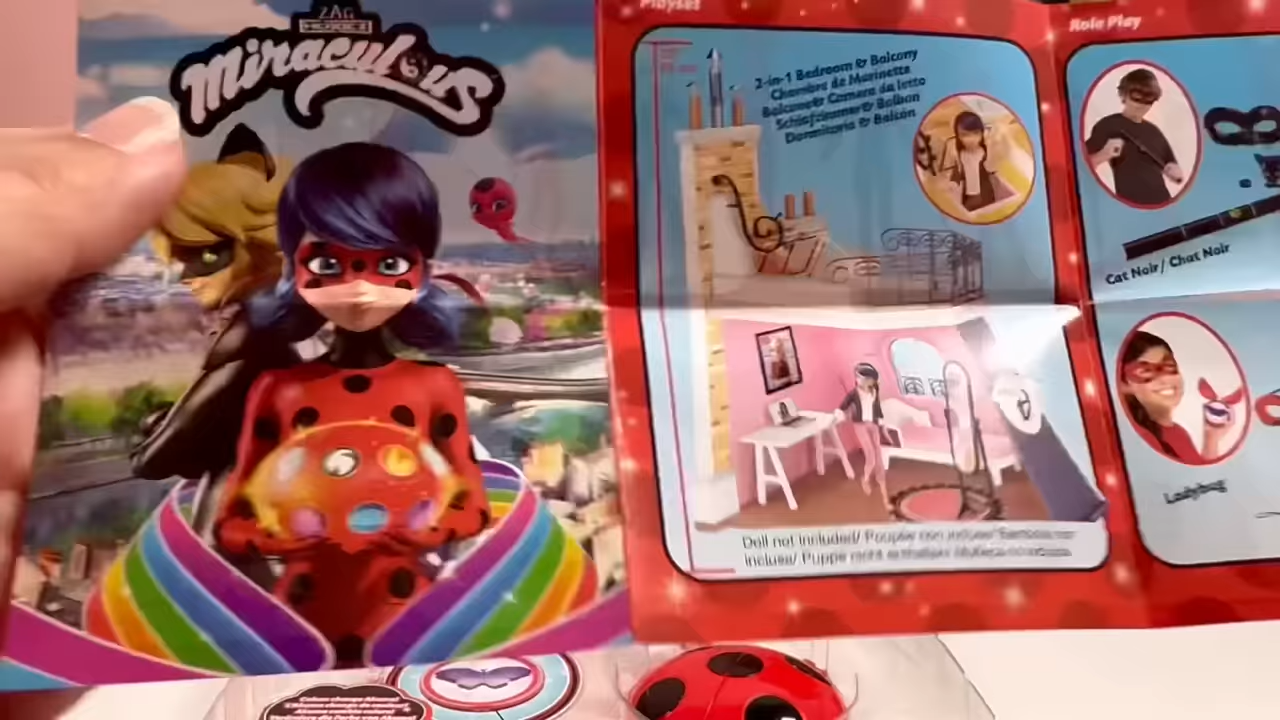 ZAG
HEROEZ
Miraculous
Playset
2-in-1 Bedroom & Balcony
Chambre de Marinette
Balcone & Camera da letto
Schlafzimmer & Balkon
Dormitorio & Balcón
Doll not included/ Poupée non incluse/
inclusa/ Puppe nicht enthalten/ Muñeca no incluida
Role Play
Cat Noir/ Chat Noir
Ladybug